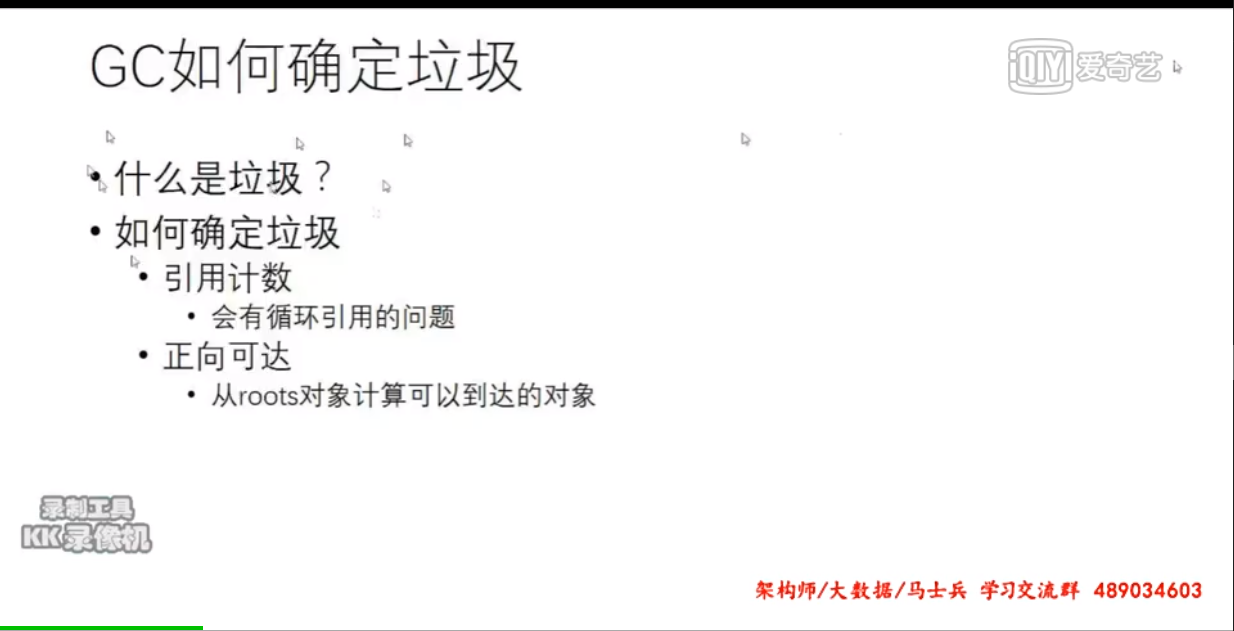 GC如何确定垃圾
iQIYI 爱奇艺
• 什么是垃圾？
• 如何确定垃圾
• 引用计数
• 会有循环引用的问题
• 正向可达
• 从roots对象计算可以到达的对象
录制工具
KK录像机
架构师/大数据/马士兵 学习交流群 489034603